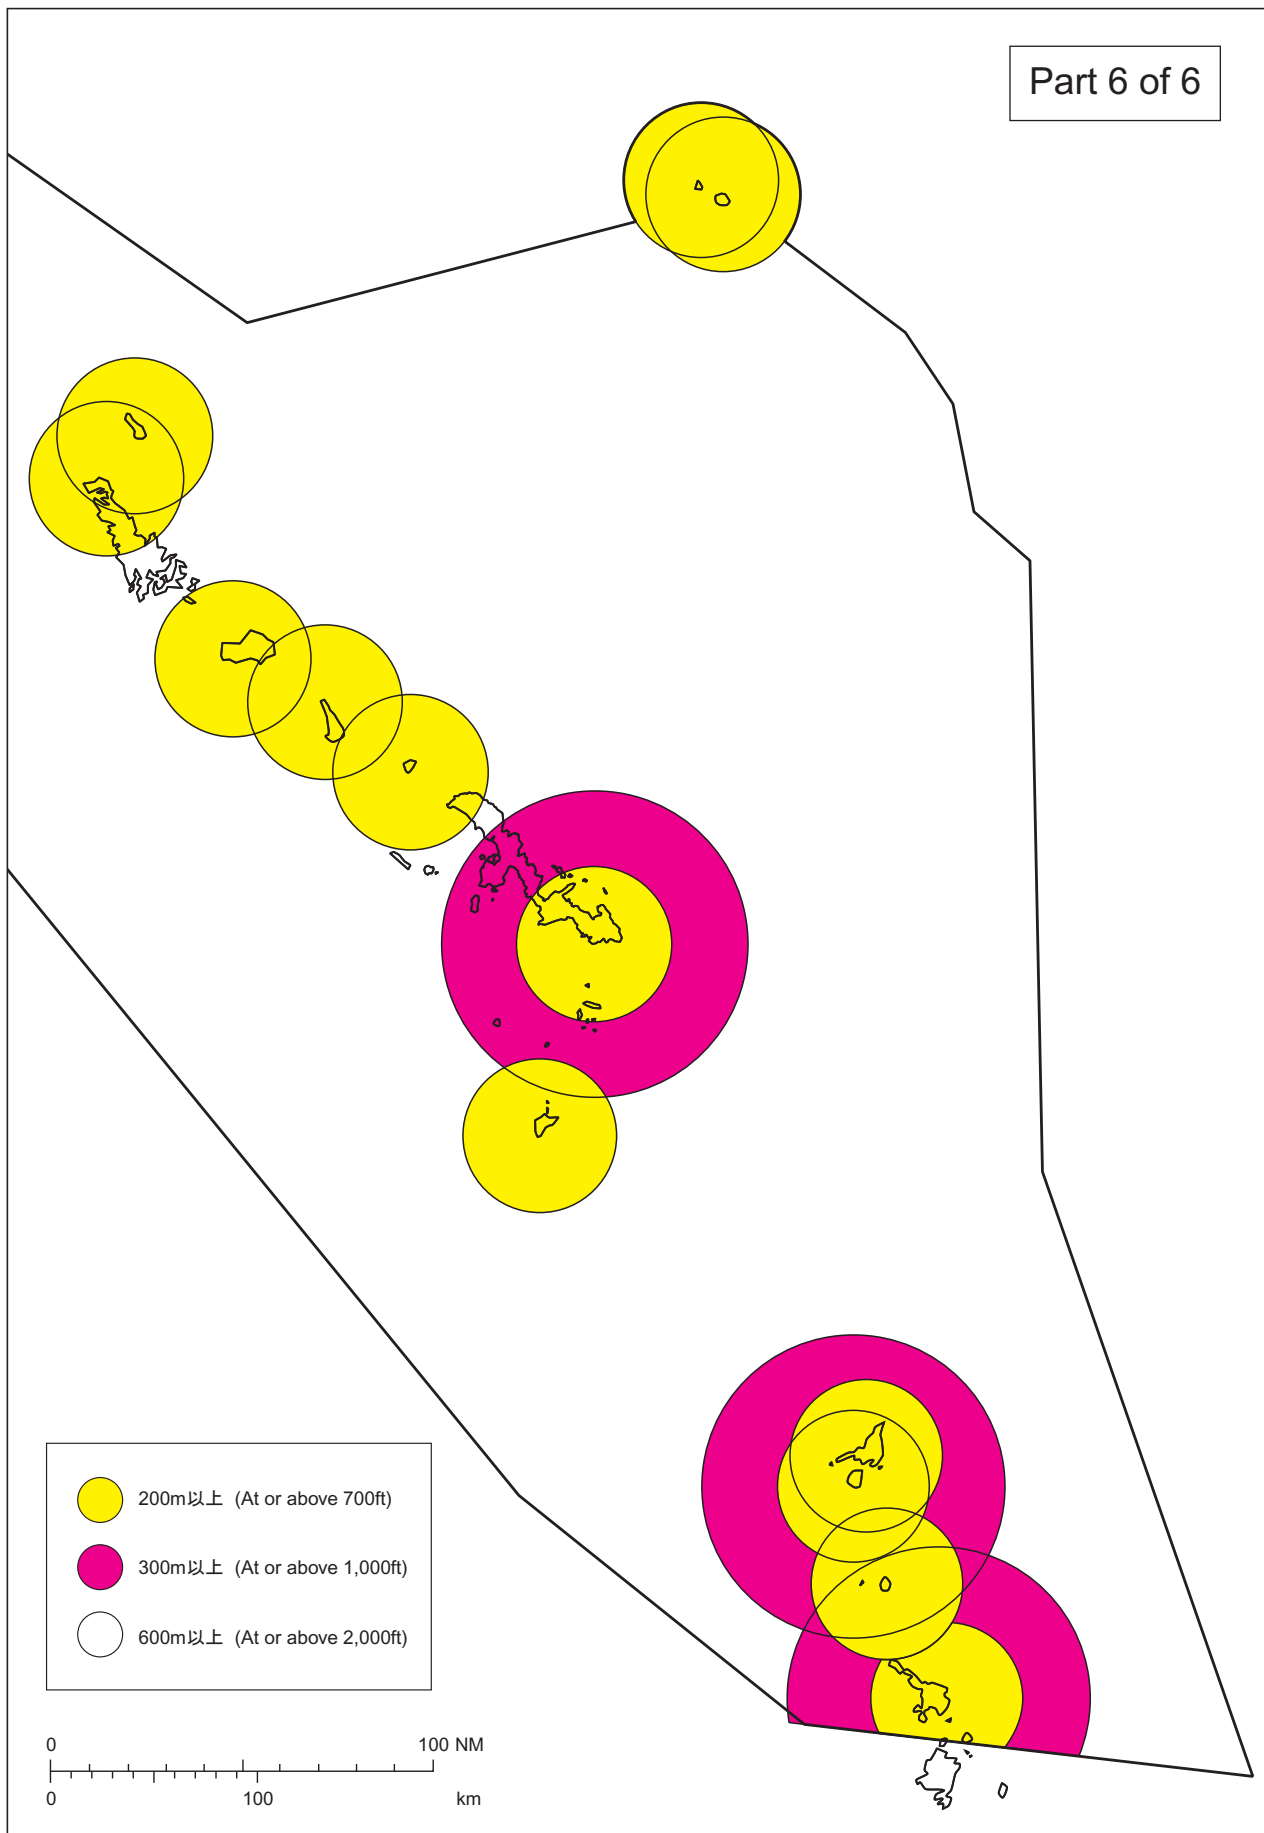 Part 6 of 6
200m以上 (At or above 700ft)
300m以上 (At or above 1,000ft)
600m以上 (At or above 2,000ft)
0 100 NM
0 100 km